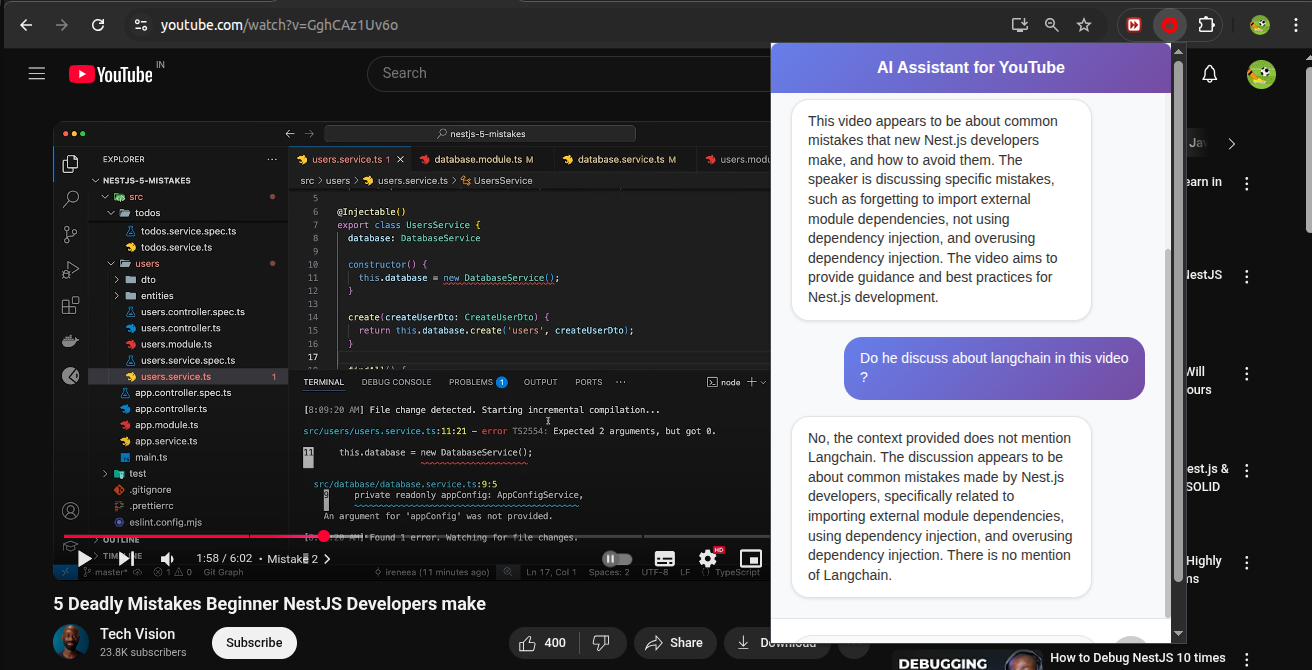 youtube.com/watch?v=GghCAz1Uv6o
YouTube IN
Search
nestjs-5-mistakes
EXPLORER
NESTJS-5-MISTAKES
src
todos
todos.service.spec.ts
todos.service.ts
users
dto
entities
users.controller.spec.ts
users.controller.ts
users.module.ts
users.service.spec.ts
users.service.ts 1
app.controller.spec.ts
app.controller.ts
app.module.ts
app.service.ts
main.ts
test
.gitignore
.prettierrc
eslint.config.mjs
OUTLINE
users.service.ts 1 database.module.ts M database.service.ts M users.modu
src > users > users.service.ts > UsersService
5
6 @Injectable()
7 export class UsersService {
8 database: DatabaseService
9
10 constructor() {
11 this.database = new DatabaseService();
12 }
13
14 create(createUserDto: CreateUserDto) {
15 return this.database.create('users', createUserDto);
16 }
17
TERMINAL DEBUG CONSOLE PROBLEMS 1 OUTPUT PORTS ··· node
[8:09:20 AM] File change detected. Starting incremental compilation...
src/users/users.service.ts:11:21 - error TS2554: Expected 2 arguments, but got 0.
11 this.database = new DatabaseService();
src/database/database.service.ts:9:5
9 private readonly appConfig: AppConfigService,
An argument for 'appConfig' was not provided.
Found 1 error. Watching for file changes.
1:58 / 6:02 • Mistake 2
HD
master* 1 0 Git Graph ireneea (11 minutes ago) Ln 17, Col 1 Spaces: 2 UTF-8 LF TypeScript
5 Deadly Mistakes Beginner NestJS Developers make
Tech Vision
23.8K subscribers
Subscribe
400
Share
AI Assistant for YouTube
This video appears to be about common
mistakes that new Nest.js developers
make, and how to avoid them. The
speaker is discussing specific mistakes,
such as forgetting to import external
module dependencies, not using
dependency injection, and overusing
dependency injection. The video aims to
provide guidance and best practices for
Nest.js development.
Do he discuss about langchain in this video
?
No, the context provided does not mention
Langchain. The discussion appears to be
about common mistakes made by Nest.js
developers, specifically related to
importing external module dependencies,
using dependency injection, and overusing
dependency injection. There is no mention
of Langchain.
Jav
earn in
lestJS
Will
ours
est.js &
SOLID
Highly
ns
DEBUGGING
How to Debug NestJS 10 times